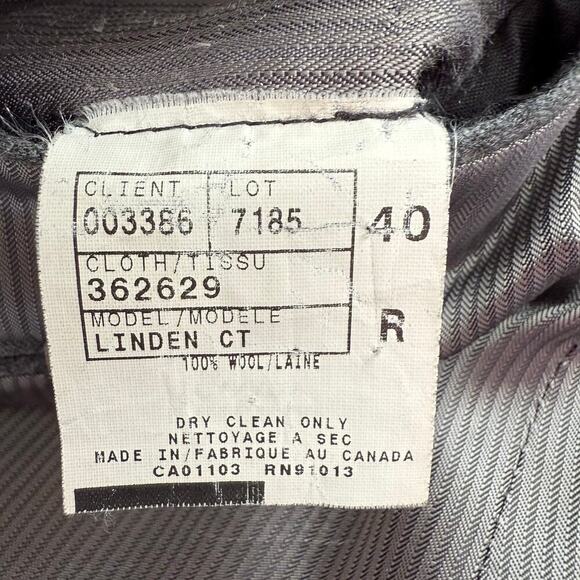 CLIENT LOT
003386 7185 40
CLOTH/TISSU
362629
MODEL/MODELE
LINDEN CT R
100% WOOL/LAINE
DRY CLEAN ONLY
NETTOYAGE A SEC
MADE IN/FABRIQUE AU CANADA
CA01103 RN91013